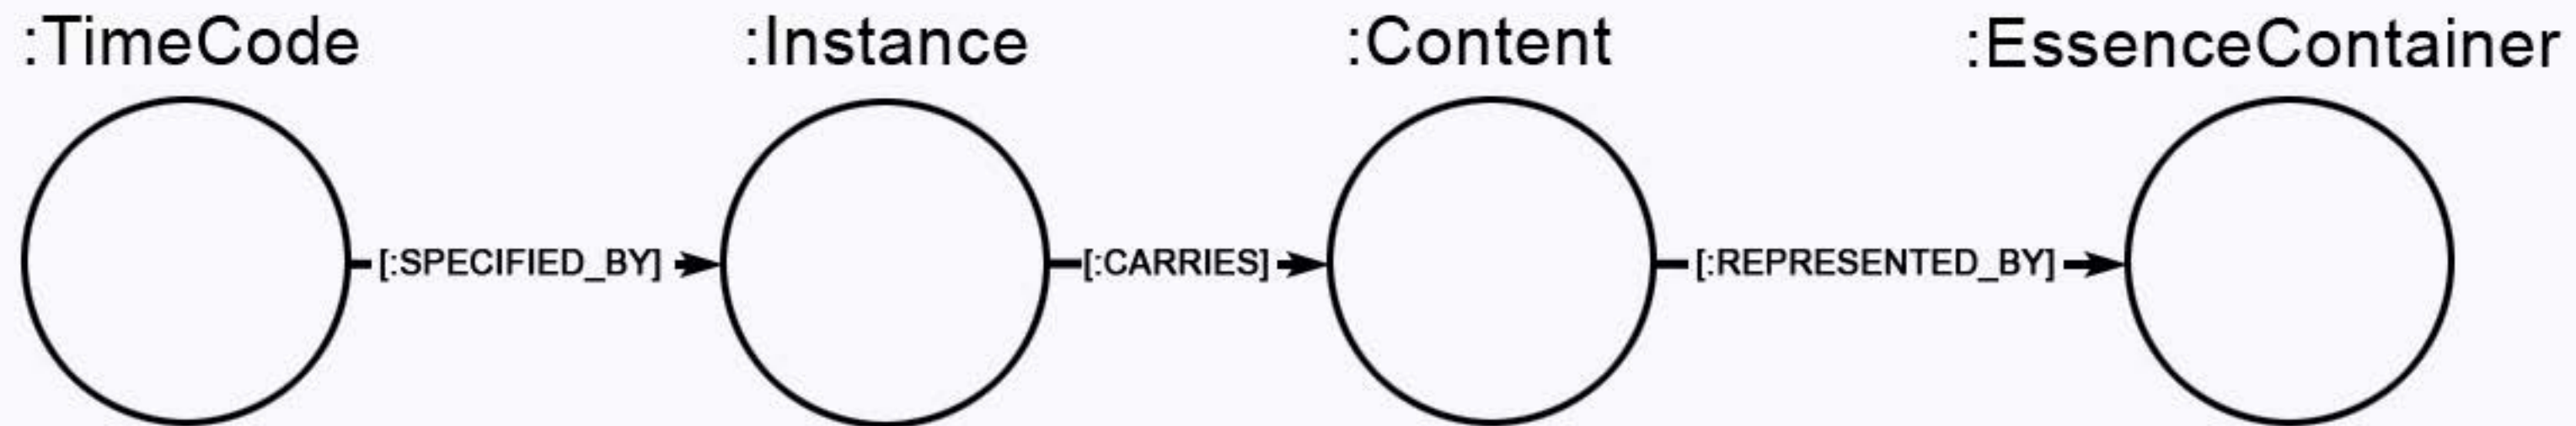 :TimeCode :Instance :Content :EssenceContainer
[:SPECIFIED_BY] [:CARRIES] [:REPRESENTED_BY]